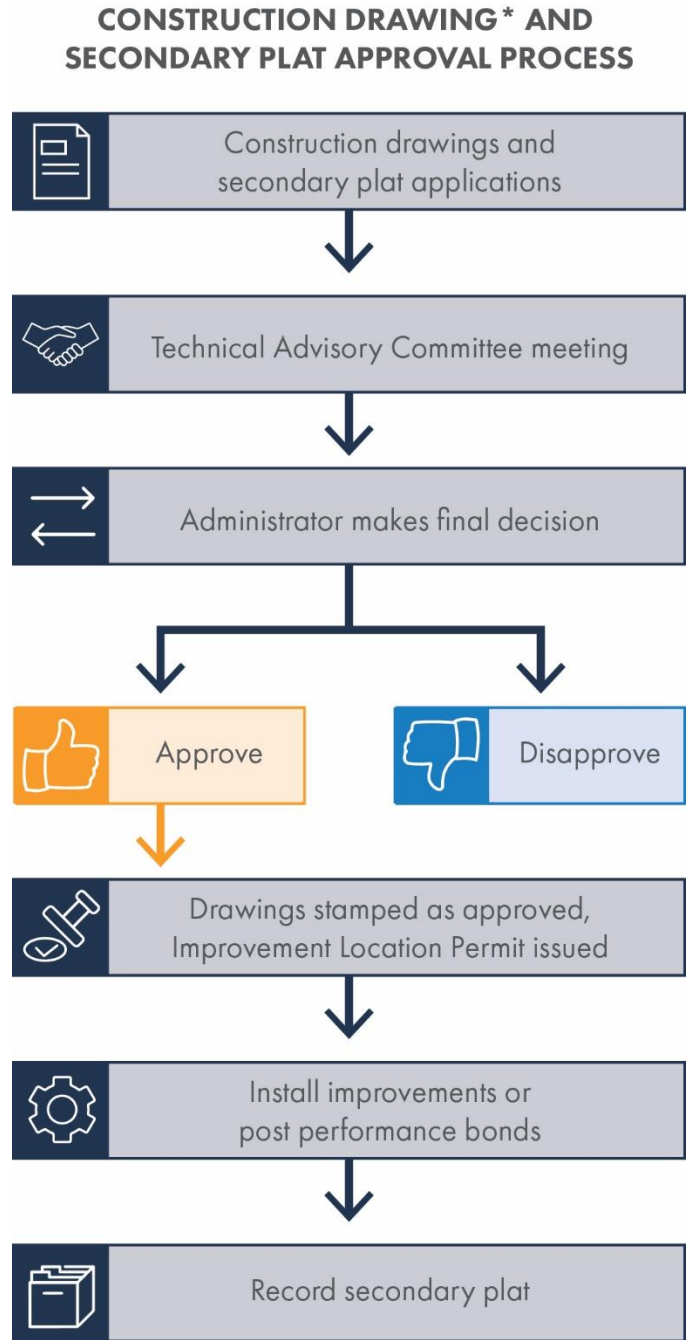 CONSTRUCTION DRAWING* AND
SECONDARY PLAT APPROVAL PROCESS
Construction drawings and
secondary plat applications
Technical Advisory Committee meeting
Administrator makes final decision
Approve
Disapprove
Drawings stamped as approved,
Improvement Location Permit issued
Install improvements or
post performance bonds
Record secondary plat